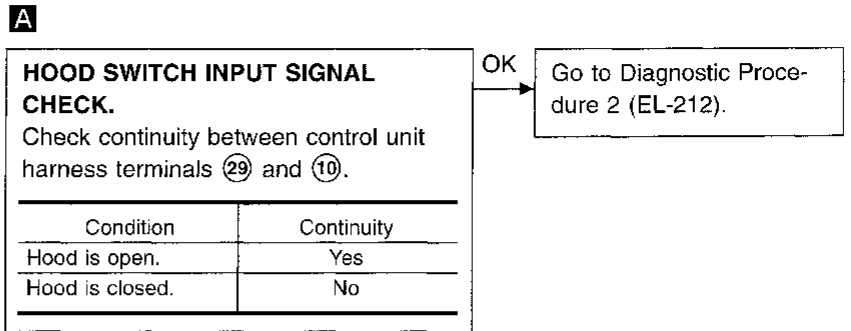 A
HOOD SWITCH INPUT SIGNAL
CHECK.
Check continuity between control unit
harness terminals 29 and 10.
Condition Continuity
Hood is open. Yes
Hood is closed. No
OK
Go to Diagnostic Proce-
dure 2 (EL-212).